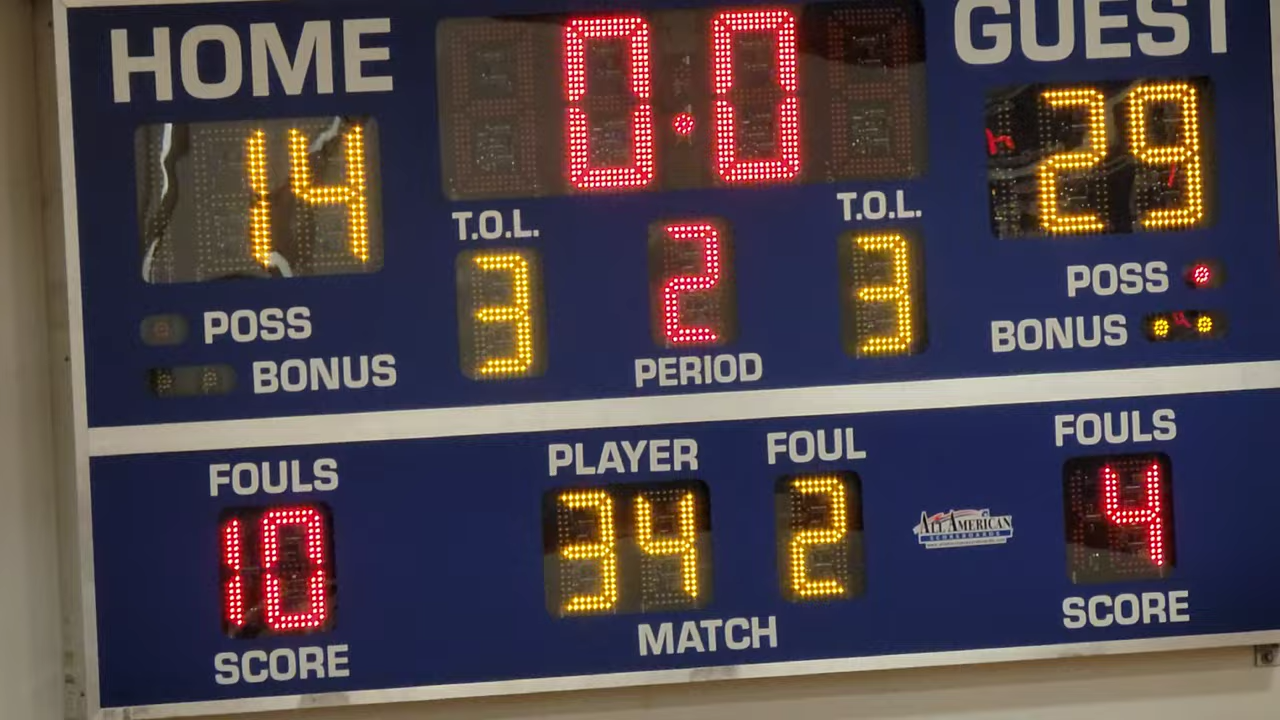 HOME
0.0
GUEST
14
29
T.O.L.
T.O.L.
3
2
3
POSS
POSS
BONUS
BONUS
PERIOD
FOULS
PLAYER
FOUL
FOULS
10
34
2
4
ALL AMERICAN
SCOREBOARDS
SCORE
MATCH
SCORE